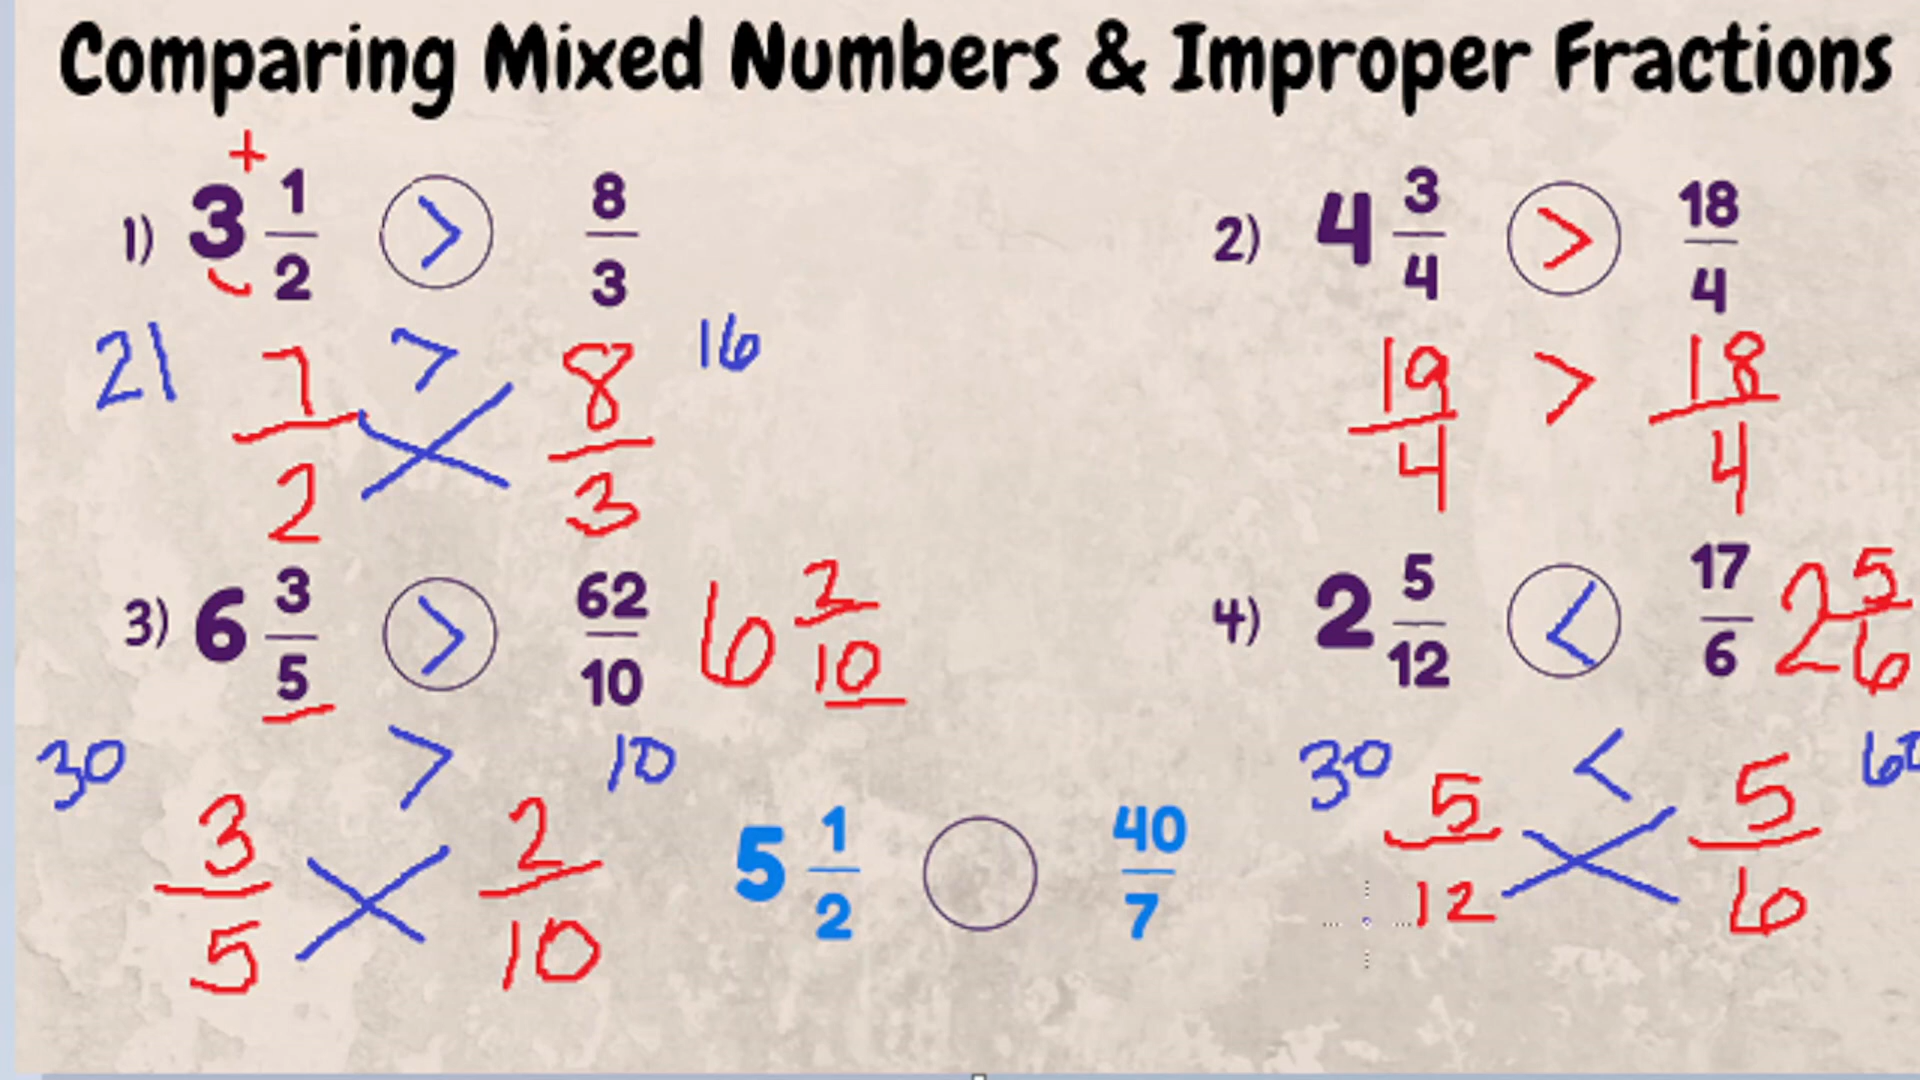 Comparing Mixed Numbers & Improper Fractions
+
1) 3 1/2 > 8/3
21 7/2 > 8/3 16
2) 4 3/4 > 18/4
19/4 > 18/4
3) 6 3/5 > 62/10 6 2/10
30 3/5 > 2/10 10
4) 2 5/12 < 17/6 2 5/6
30 5/12 < 5/6 60
5 1/2 ○ 40/7